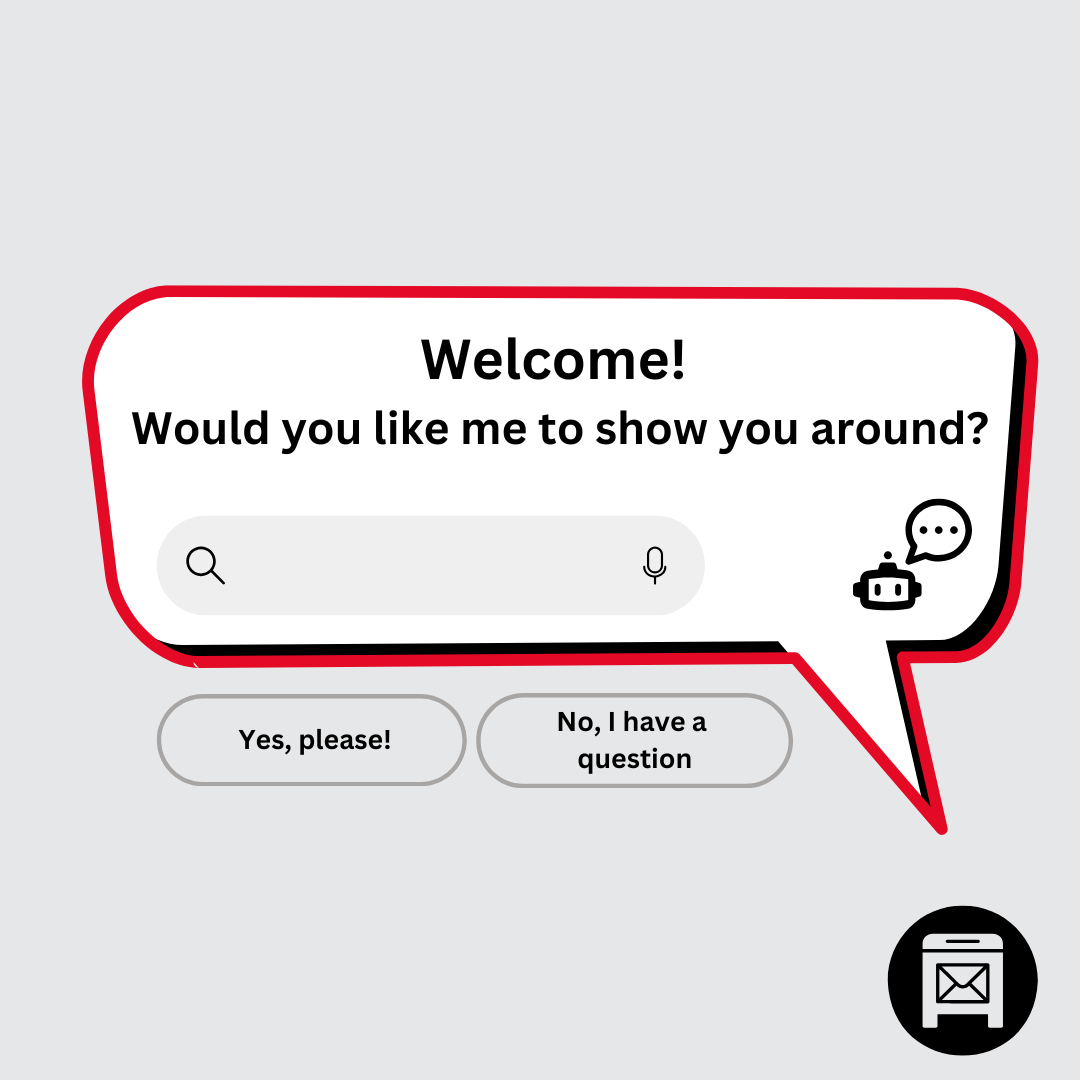 Welcome!
Would you like me to show you around?
Yes, please!
No, I have a
question